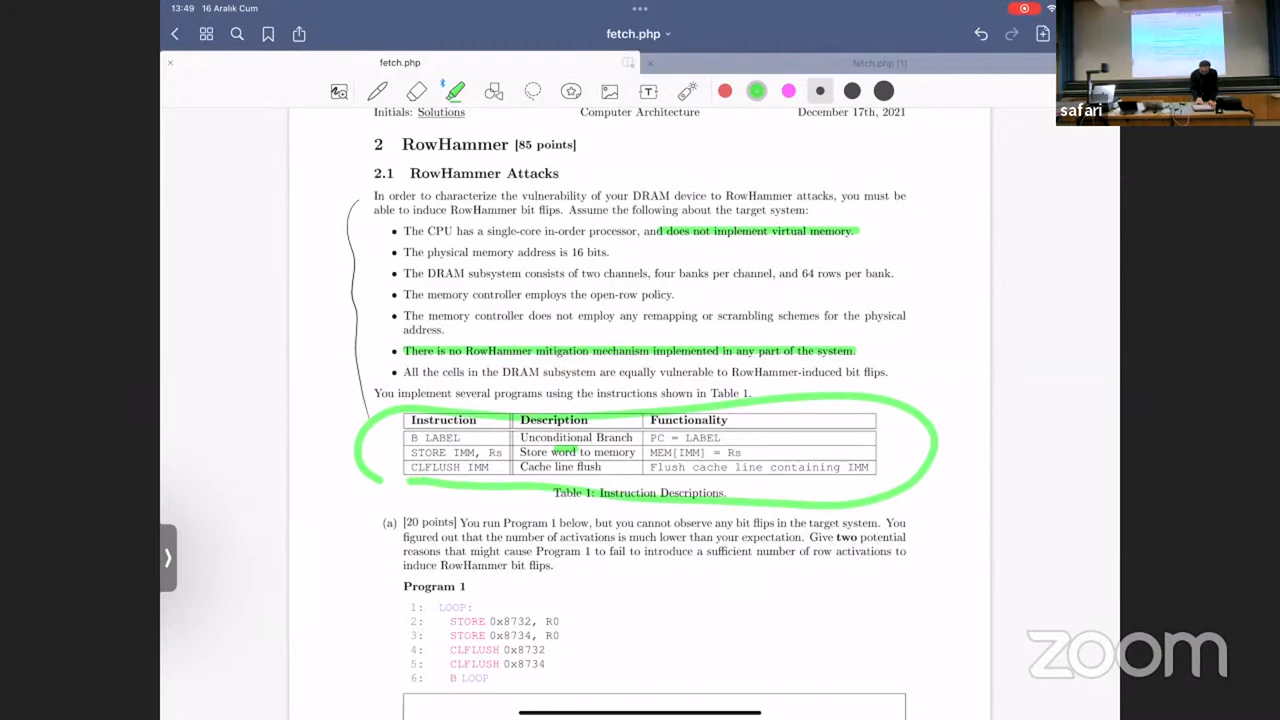 13:49 16 Aralık Cum
fetch.php
fetch.php
fetch.php (1)
safari
Initials: Solutions Computer Architecture December 17th, 2021
2 RowHammer [85 points]
2.1 RowHammer Attacks
In order to characterize the vulnerability of your DRAM device to RowHammer attacks, you must be
able to induce RowHammer bit flips. Assume the following about the target system:
• The CPU has a single-core in-order processor, and does not implement virtual memory.
• The physical memory address is 16 bits.
• The DRAM subsystem consists of two channels, four banks per channel, and 64 rows per bank.
• The memory controller employs the open-row policy.
• The memory controller does not employ any remapping or scrambling schemes for the physical
address.
• There is no RowHammer mitigation mechanism implemented in any part of the system.
• All the cells in the DRAM subsystem are equally vulnerable to RowHammer-induced bit flips.
You implement several programs using the instructions shown in Table 1.
Instruction Description Functionality
B LABEL Unconditional Branch PC = LABEL
STORE IMM, Rs Store word to memory MEM[IMM] = Rs
CLFLUSH IMM Cache line flush Flush cache line containing IMM
Table 1: Instruction Descriptions.
(a) [20 points] You run Program 1 below, but you cannot observe any bit flips in the target system. You
figured out that the number of activations is much lower than your expectation. Give two potential
reasons that might cause Program 1 to fail to introduce a sufficient number of row activations to
induce RowHammer bit flips.
Program 1
1: LOOP:
2: STORE 0x8732, R0
3: STORE 0x8734, R0
4: CLFLUSH 0x8732
5: CLFLUSH 0x8734
6: B LOOP
zoom